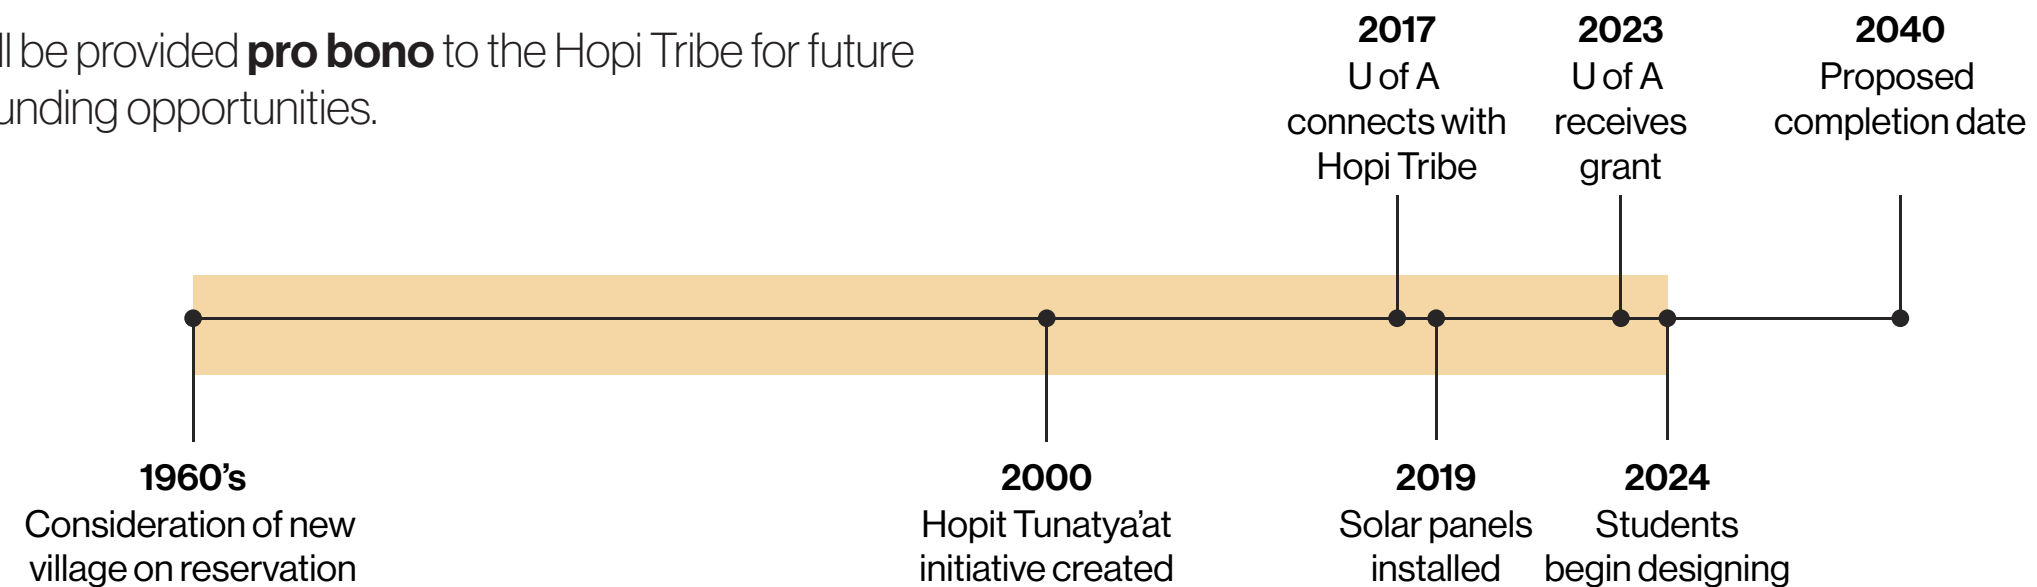 ll be provided pro bono to the Hopi Tribe for future
unding opportunities.
2017
U of A
connects with
Hopi Tribe
2023
U of A
receives
grant
2040
Proposed
completion date
1960's
Consideration of new
village on reservation
2000
Hopit Tunatya'at
initiative created
2019
Solar panels
installed
2024
Students
begin designing